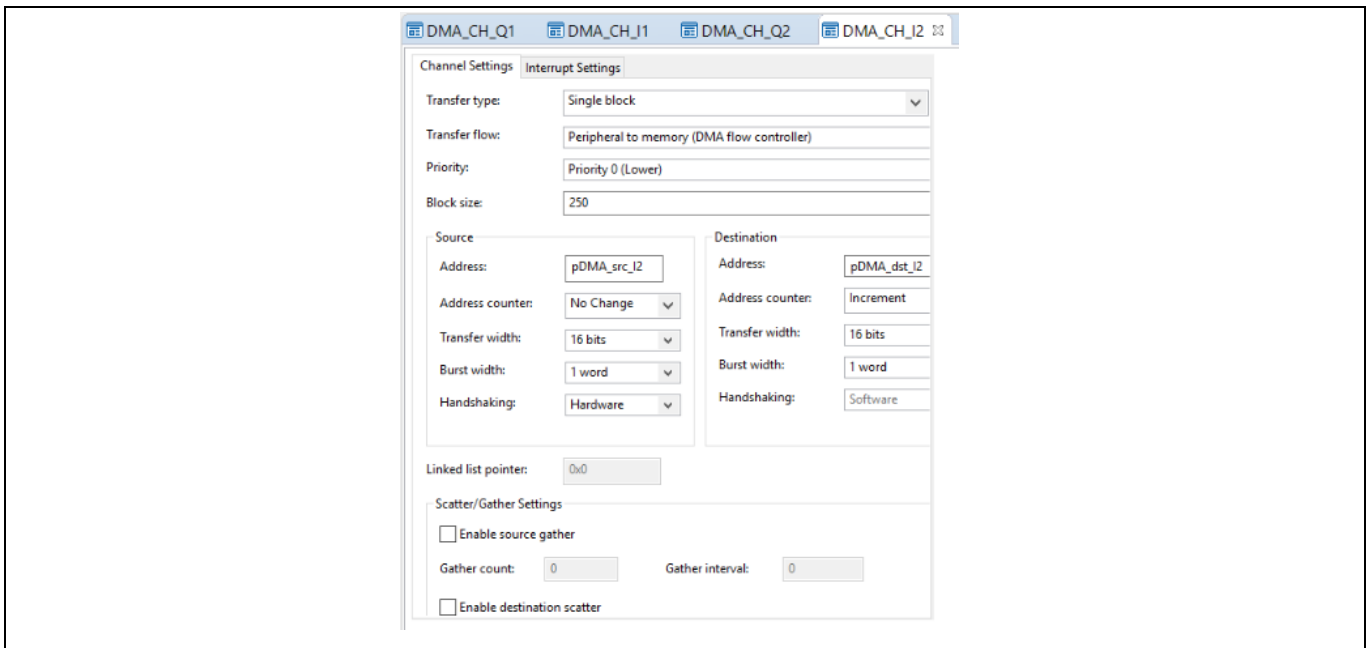 DMA_CH_Q1 DMA_CH_I1 DMA_CH_Q2 DMA_CH_I2
Channel Settings Interrupt Settings
Transfer type: Single block
Transfer flow: Peripheral to memory (DMA flow controller)
Priority: Priority 0 (Lower)
Block size: 250
Source
Address: pDMA_src_I2
Address counter: No Change
Transfer width: 16 bits
Burst width: 1 word
Handshaking: Hardware
Destination
Address: pDMA_dst_I2
Address counter: Increment
Transfer width: 16 bits
Burst width: 1 word
Handshaking: Software
Linked list pointer: 0x0
Scatter/Gather Settings
Enable source gather
Gather count: 0 Gather interval: 0
Enable destination scatter